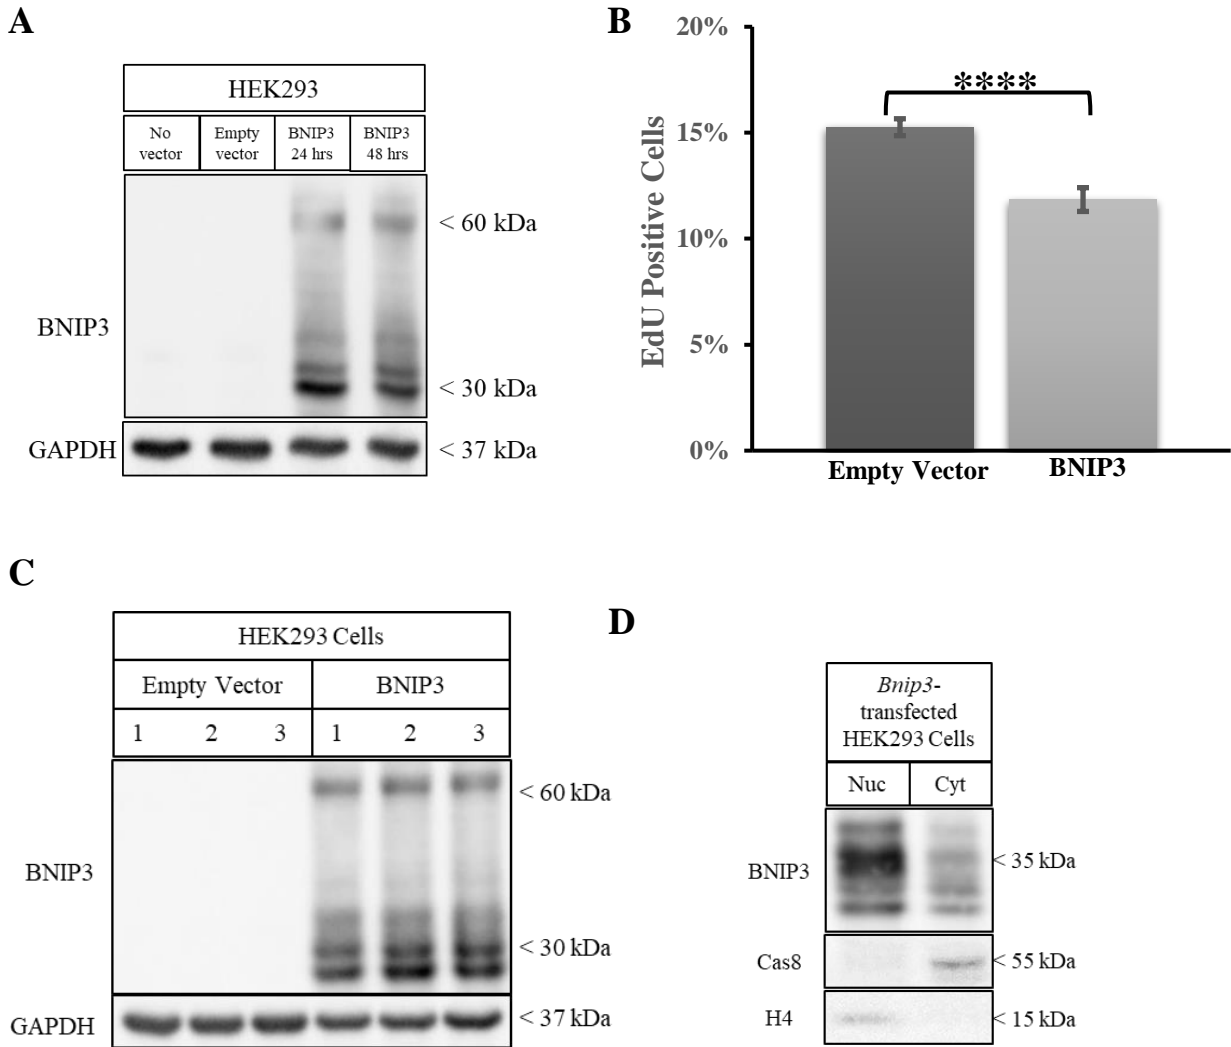 A
HEK293
No vector
Empty vector
BNIP3 24 hrs
BNIP3 48 hrs
< 60 kDa
BNIP3
< 30 kDa
GAPDH
< 37 kDa
B
20%
****
15%
10%
5%
0%
EdU Positive Cells
Empty Vector
BNIP3
C
HEK293 Cells
Empty Vector
BNIP3
1 2 3 1 2 3
< 60 kDa
BNIP3
< 30 kDa
GAPDH
< 37 kDa
D
Bnip3-
transfected
HEK293 Cells
Nuc Cyt
BNIP3
< 35 kDa
Cas8
< 55 kDa
H4
< 15 kDa